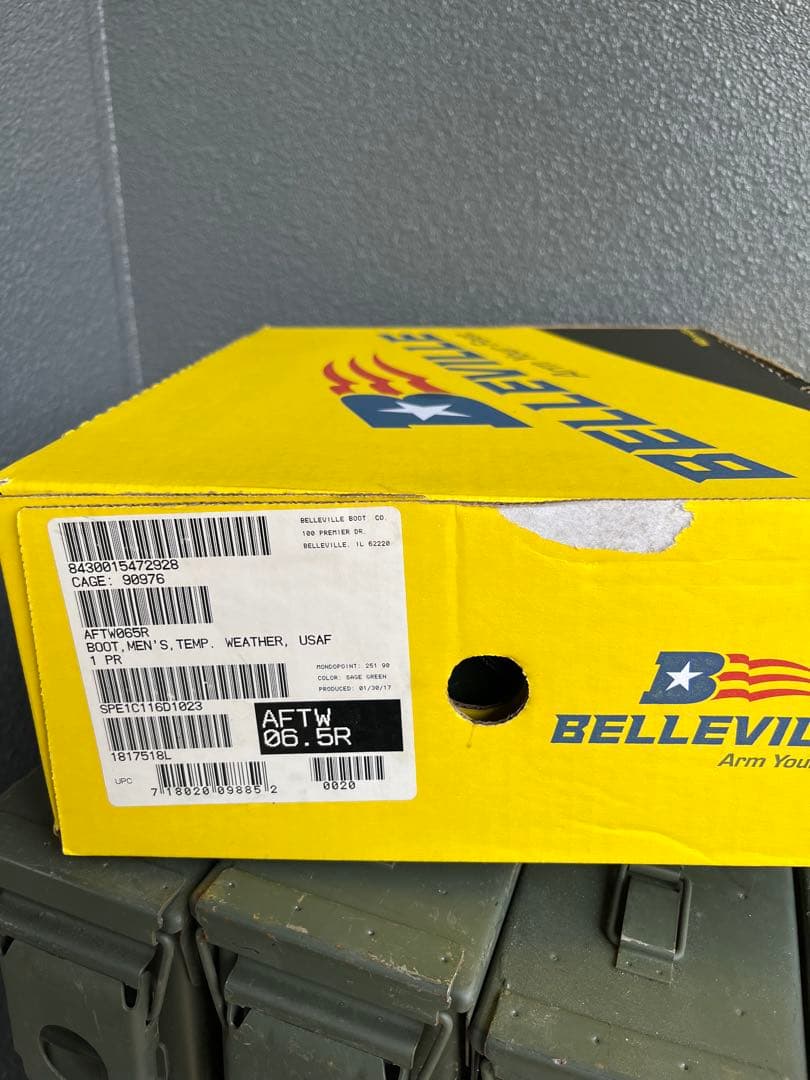 BELLEVILLE
BELLEVILLE BOOT CO.
100 PREMIER DR.
BELLEVILLE, IL 62220
8430015472928
CAGE: 90976
AFTW065R
BOOT,MEN'S,TEMP. WEATHER, USAF
1 PR
MONDOPOINT: 251 98
COLOR: SAGE GREEN
PRODUCED: 01/30/17
SPE1C116D1023
AFTW
06.5R
1817518L
UPC
7 18020 09885 2
0020
BELLEVIL
Arm You